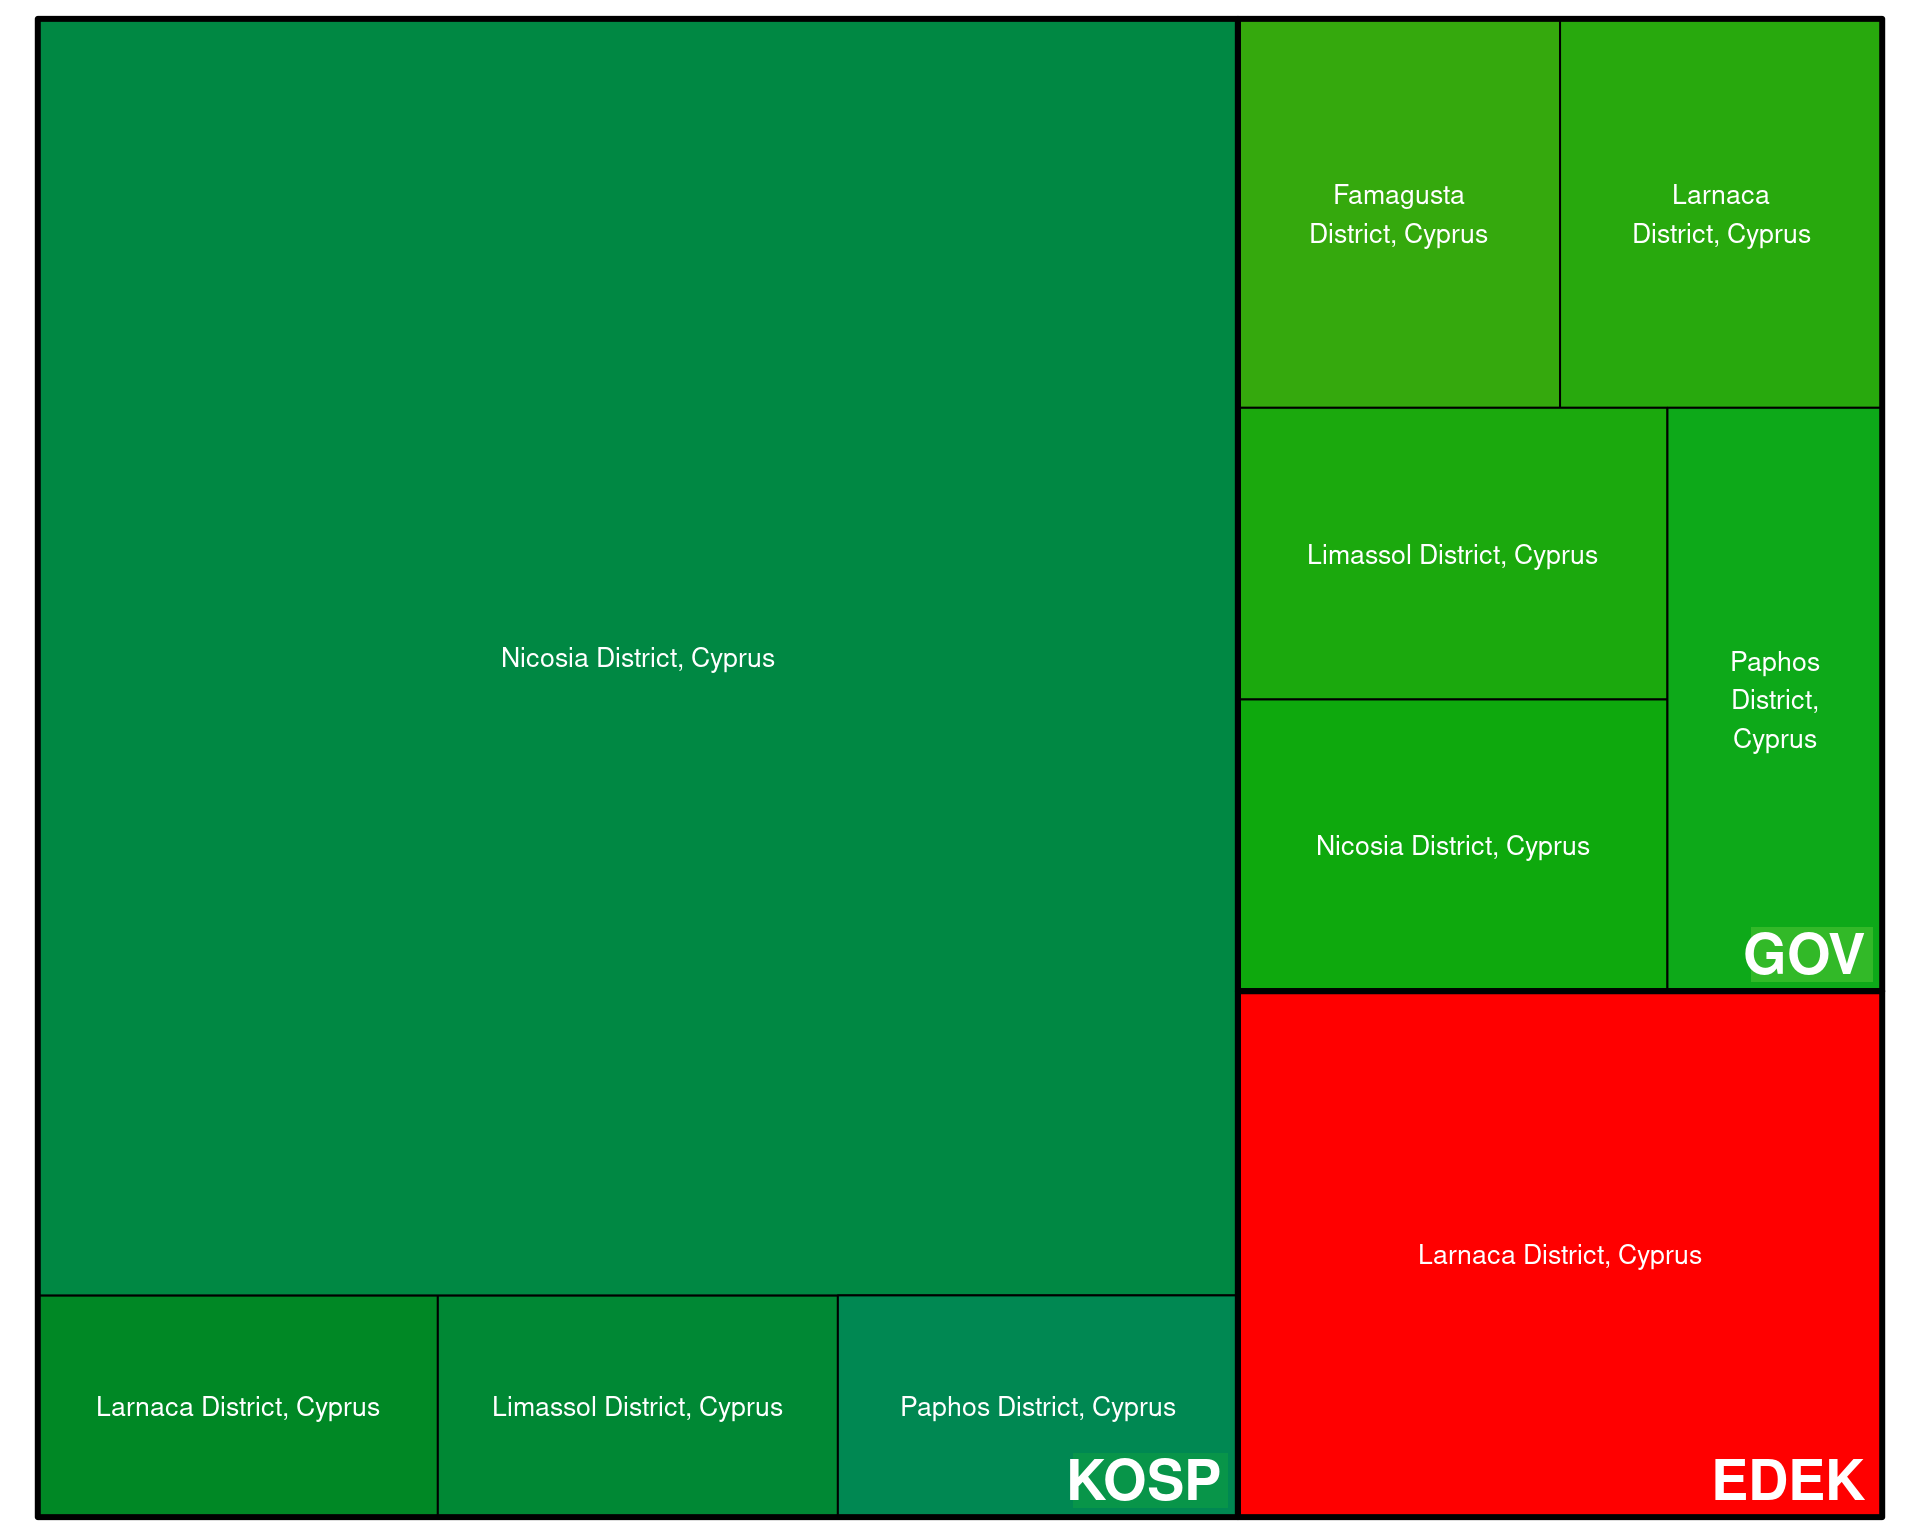 Nicosia District, Cyprus
Larnaca District, Cyprus
Limassol District, Cyprus
Paphos District, Cyprus
KOSP
Famagusta
District, Cyprus
Larnaca
District, Cyprus
Limassol District, Cyprus
Nicosia District, Cyprus
Paphos
District,
Cyprus
GOV
Larnaca District, Cyprus
EDEK